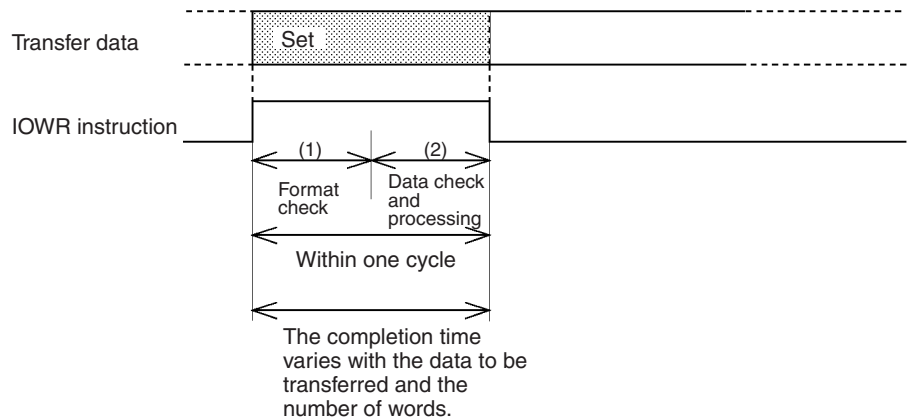 Transfer data
Set
IOWR instruction
(1)
(2)
Format
check
Data check
and
processing
Within one cycle
The completion time
varies with the data to be
transferred and the
number of words.